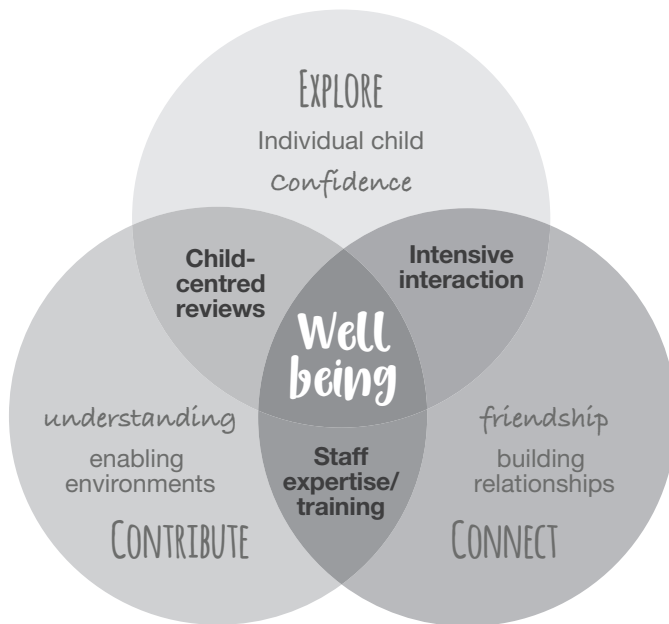 EXPLORE
Individual child
Confidence
Child-
centred
reviews
Intensive
interaction
Well
being
understanding
enabling
environments
CONTRIBUTE
Staff
expertise/
training
friendship
building
relationships
CONNECT